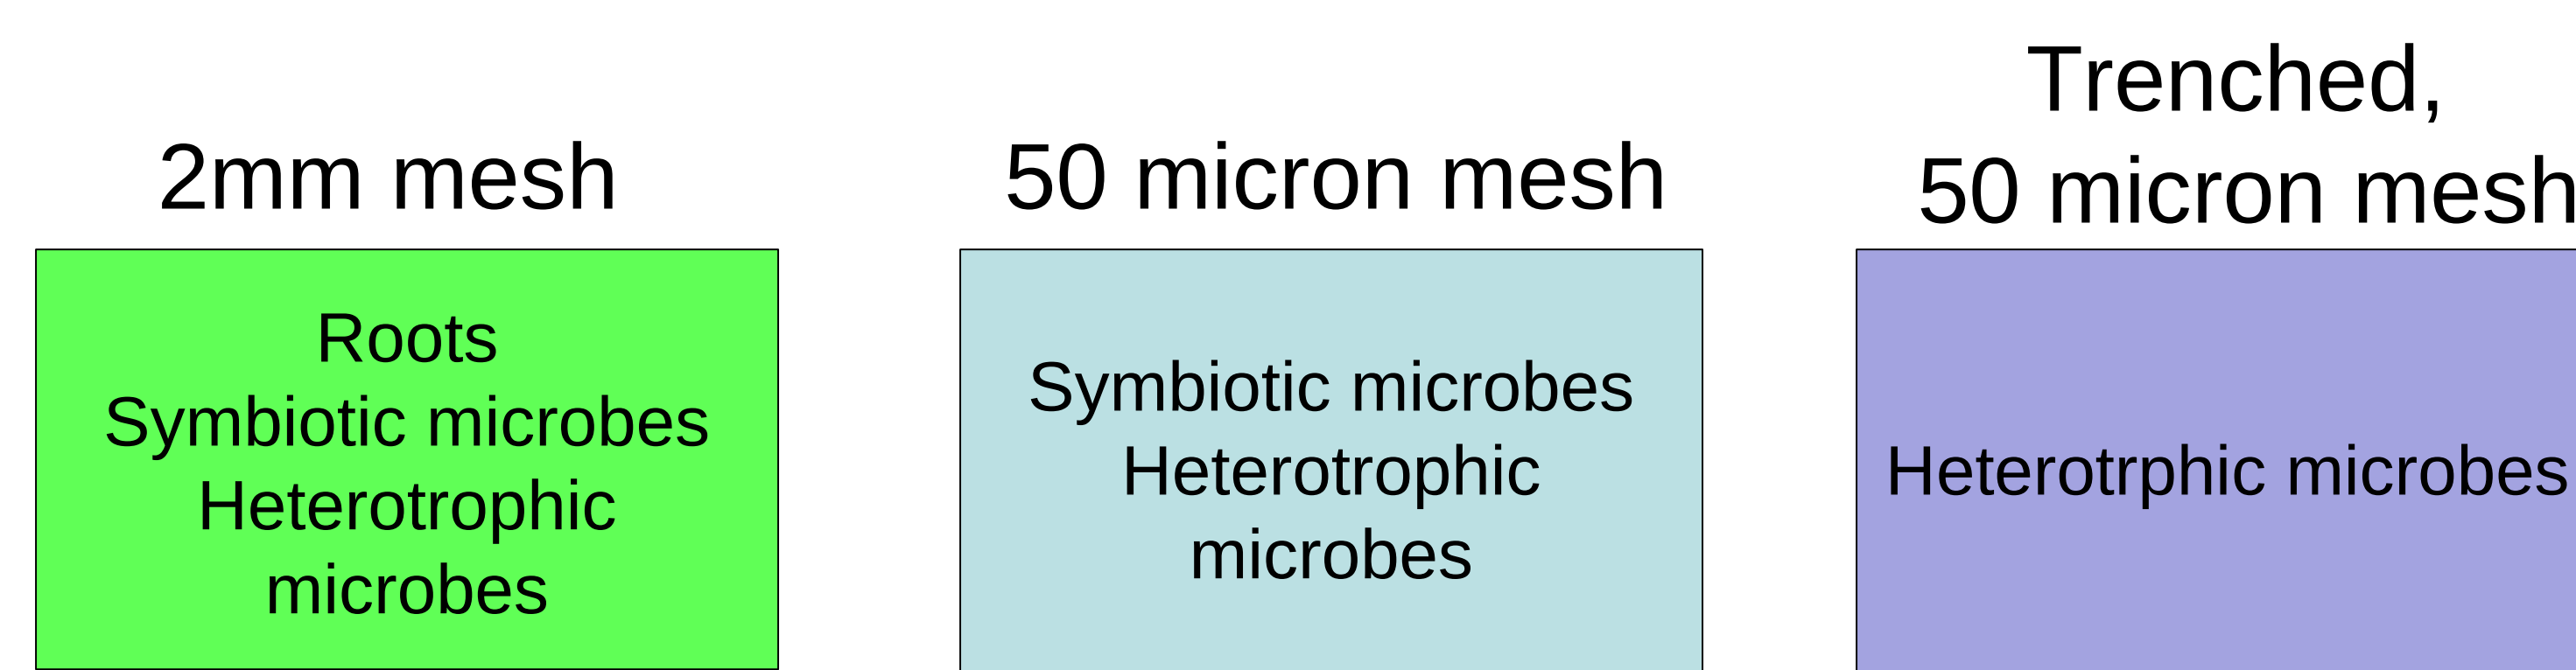 2mm mesh
Roots
Symbiotic microbes
Heterotrophic
microbes
50 micron mesh
Symbiotic microbes
Heterotrophic
microbes
Trenched,
50 micron mesh
Heterotrphic microbes